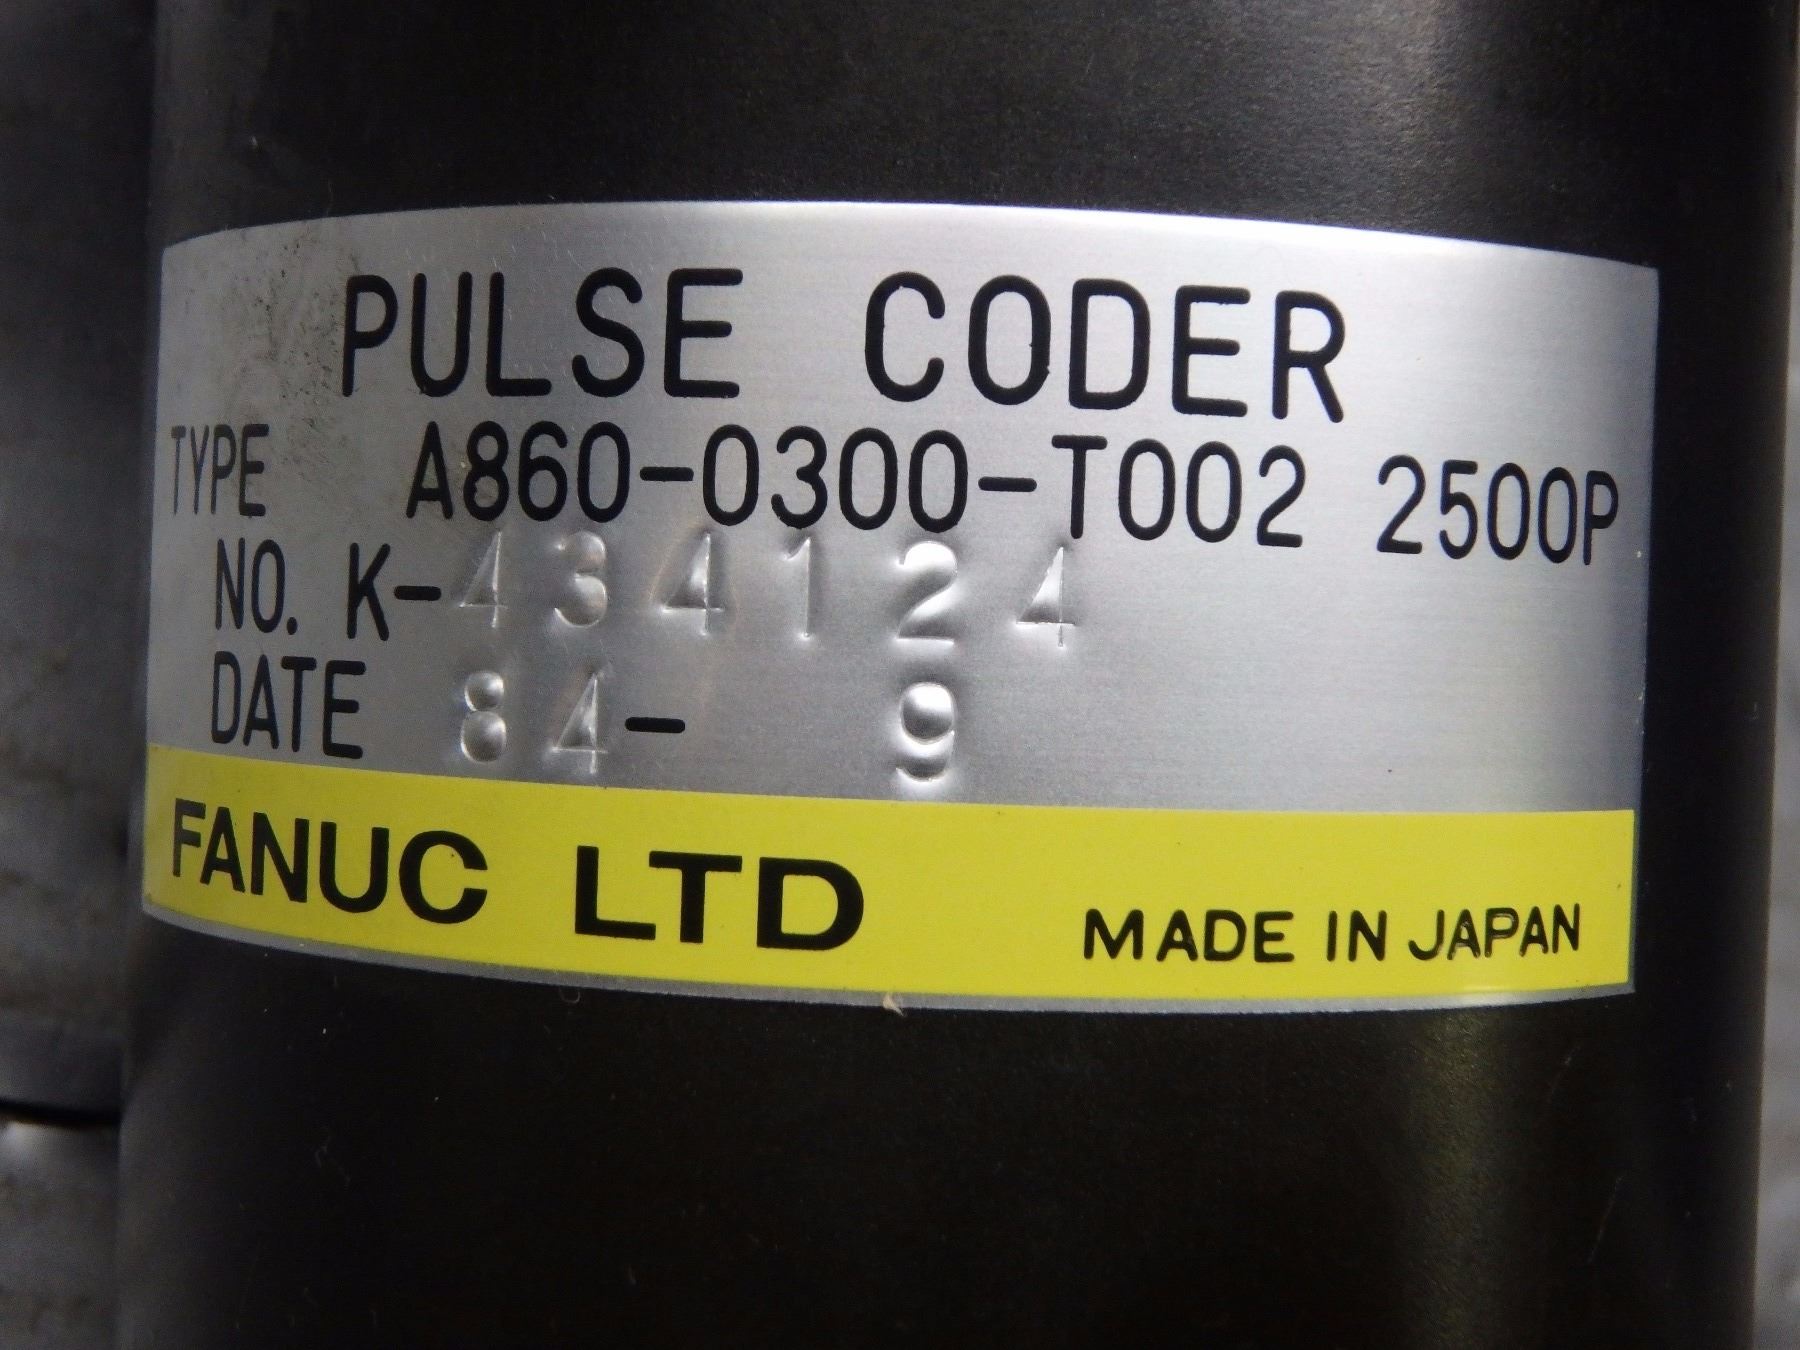 PULSE CODER
TYPE A860-0300-T002 2500P
NO. K-434124
DATE 84- 9
FANUC LTD MADE IN JAPAN